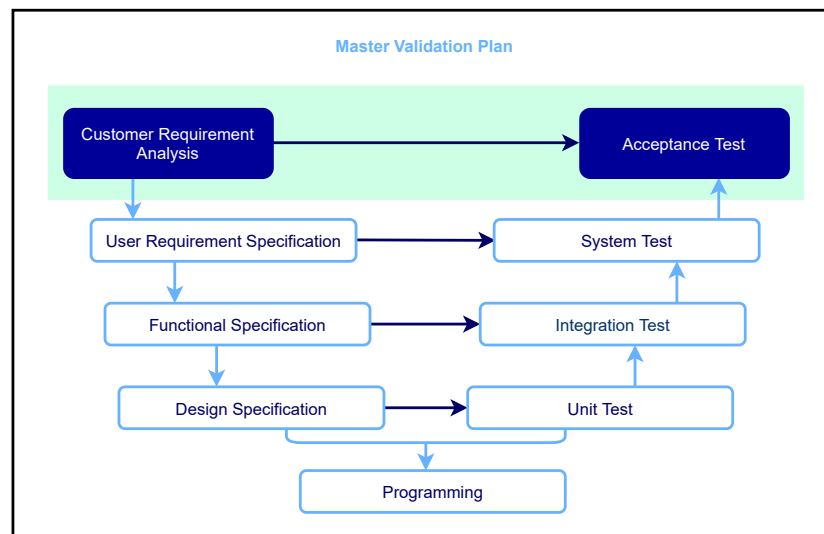 Master Validation Plan
Customer Requirement
Analysis
Acceptance Test
User Requirement Specification
System Test
Functional Specification
Integration Test
Design Specification
Unit Test
Programming